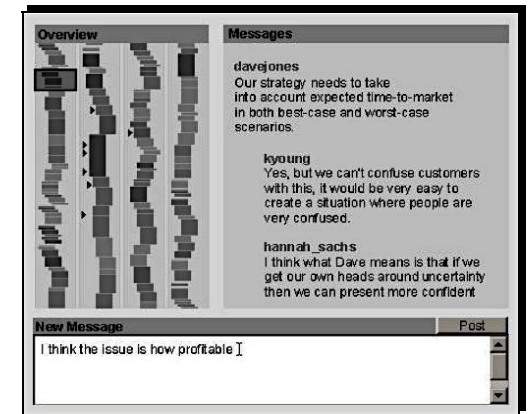 Overview
Messages
davejones
Our strategy needs to take
into account expected time-to-market
in both best-case and worst-case
scenarios.
kyoung
Yes, but we can't confuse customers
with this, it would be very easy to
create a situation where people are
very confused.
hannah_sachs
I think what Dave means is that if we
get our own heads around uncertainty
then we can present more confident
New Message
Post
I think the issue is how profitable